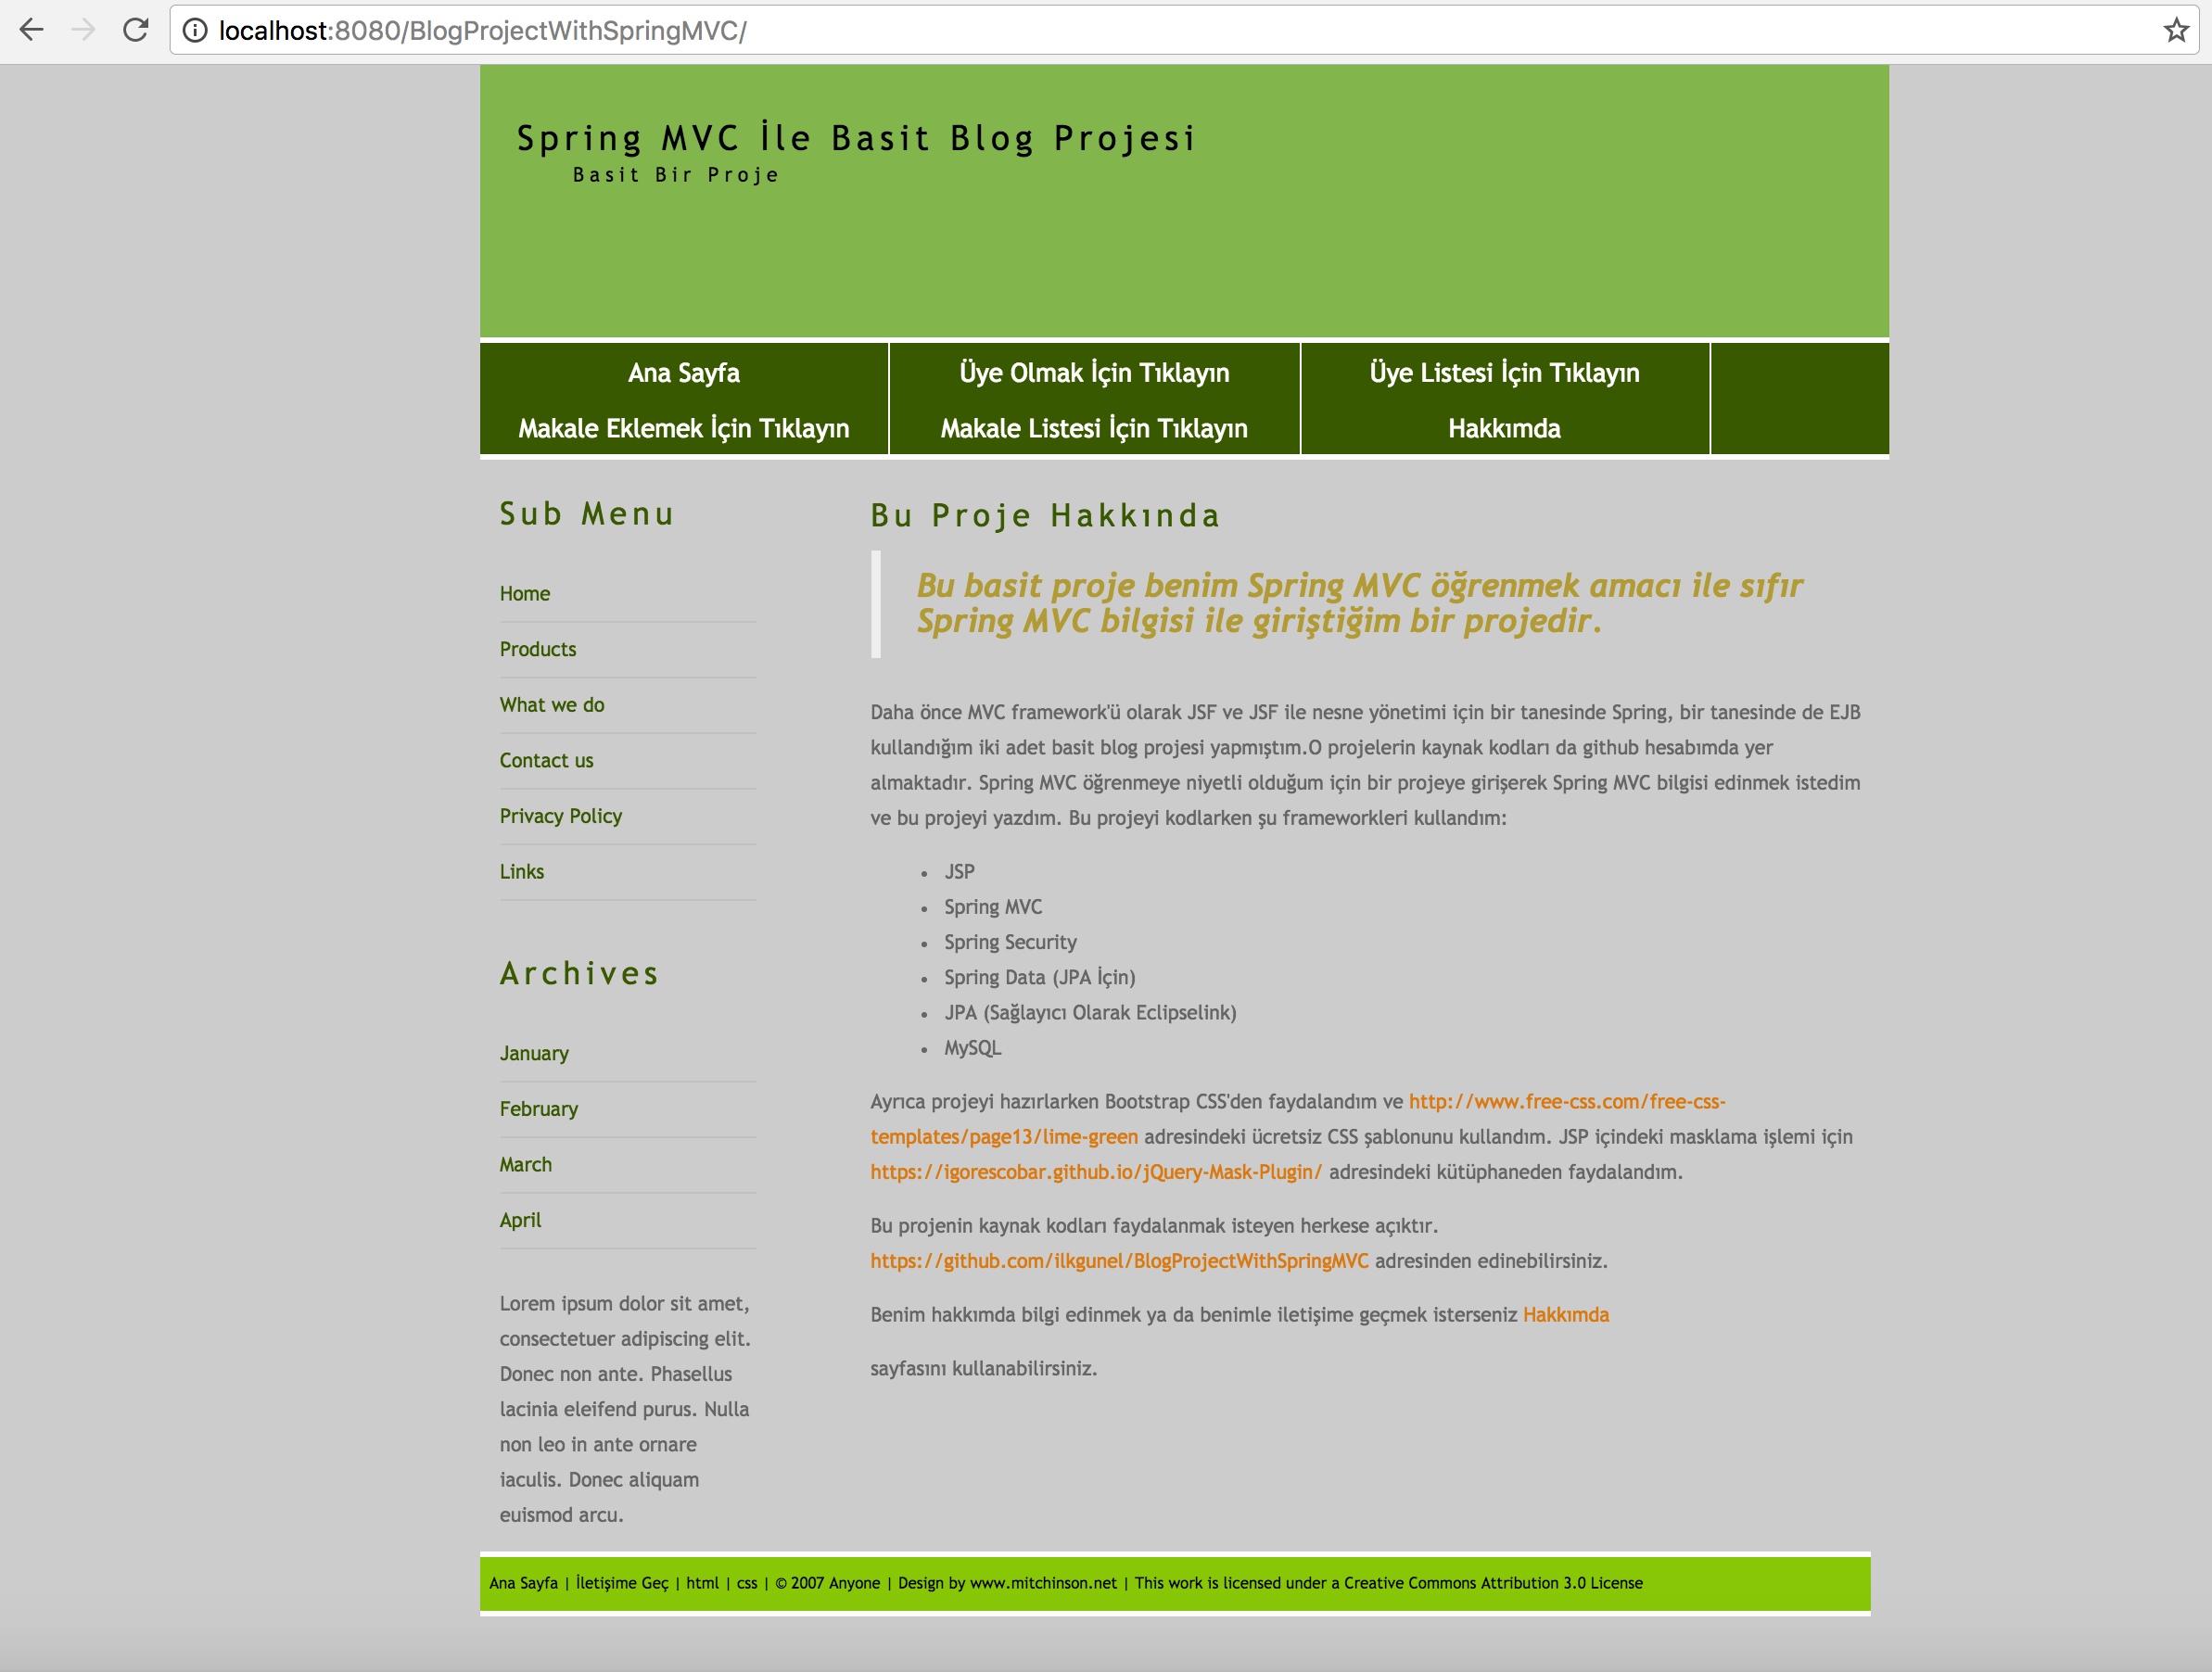 localhost:8080/BlogProjectWithSpringMVC/
Spring MVC İle Basit Blog Projesi
Basit Bir Proje
Ana Sayfa
Üye Olmak İçin Tıklayın
Üye Listesi İçin Tıklayın
Makale Eklemek İçin Tıklayın
Makale Listesi İçin Tıklayın
Hakkımda
Sub Menu
Home
Products
What we do
Contact us
Privacy Policy
Links
Archives
January
February
March
April
Lorem ipsum dolor sit amet,
consectetuer adipiscing elit.
Donec non ante. Phasellus
lacinia eleifend purus. Nulla
non leo in ante ornare
iaculis. Donec aliquam
euismod arcu.
Bu Proje Hakkında
Bu basit proje benim Spring MVC öğrenmek amacı ile sıfır
Spring MVC bilgisi ile giriştiğim bir projedir.
Daha önce MVC framework'ü olarak JSF ve JSF ile nesne yönetimi için bir tanesinde Spring, bir tanesinde de EJB
kullandığım iki adet basit blog projesi yapmıştım.O projelerin kaynak kodları da github hesabımda yer
almaktadır. Spring MVC öğrenmeye niyetli olduğum için bir projeye girişerek Spring MVC bilgisi edinmek istedim
ve bu projeyi yazdım. Bu projeyi kodlarken şu frameworkleri kullandım:
• JSP
• Spring MVC
• Spring Security
• Spring Data (JPA İçin)
• JPA (Sağlayıcı Olarak Eclipselink)
• MySQL
Ayrıca projeyi hazırlarken Bootstrap CSS'den faydalandım ve http://www.free-css.com/free-css-
templates/page13/lime-green adresindeki ücretsiz CSS şablonunu kullandım. JSP içindeki masklama işlemi için
https://igorescobar.github.io/jQuery-Mask-Plugin/ adresindeki kütüphaneden faydalandım.
Bu projenin kaynak kodları faydalanmak isteyen herkese açıktır.
https://github.com/ilkgunel/BlogProjectWithSpringMVC adresinden edinebilirsiniz.
Benim hakkımda bilgi edinmek ya da benimle iletişime geçmek isterseniz Hakkımda
sayfasını kullanabilirsiniz.
Ana Sayfa | İletişime Geç | html | css | © 2007 Anyone | Design by www.mitchinson.net | This work is licensed under a Creative Commons Attribution 3.0 License